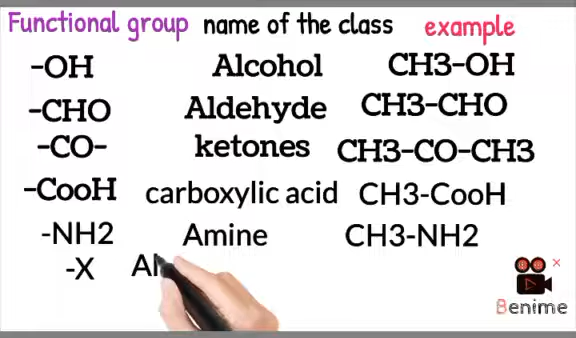 Functional group name of the class example
-OH Alcohol CH3-OH
-CHO Aldehyde CH3-CHO
-CO- ketones CH3-CO-CH3
-CooH carboxylic acid CH3-CooH
-NH2 Amine CH3-NH2
-X Al
Benime